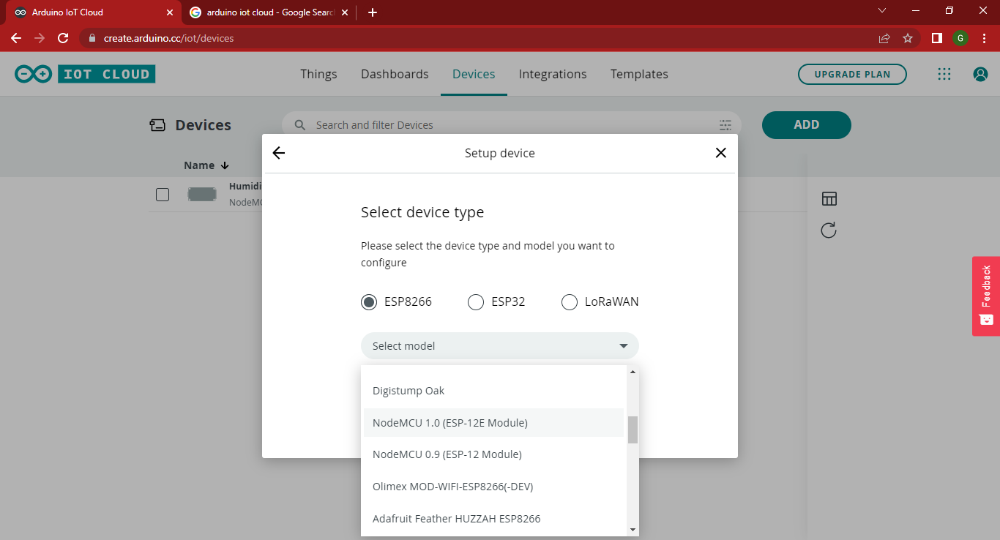 Arduino IoT Cloud
arduino iot cloud - Google Searc
create.arduino.cc/iot/devices
G
IOT CLOUD
Things
Dashboards
Devices
Integrations
Templates
UPGRADE PLAN
Devices
Search and filter Devices
ADD
Setup device
Name
Humidi
NodeMC
Select device type
Please select the device type and model you want to
configure
ESP8266
ESP32
LoRaWAN
Feedback
Select model
Digistump Oak
NodeMCU 1.0 (ESP-12E Module)
NodeMCU 0.9 (ESP-12 Module)
Olimex MOD-WIFI-ESP8266(-DEV)
Adafruit Feather HUZZAH ESP8266